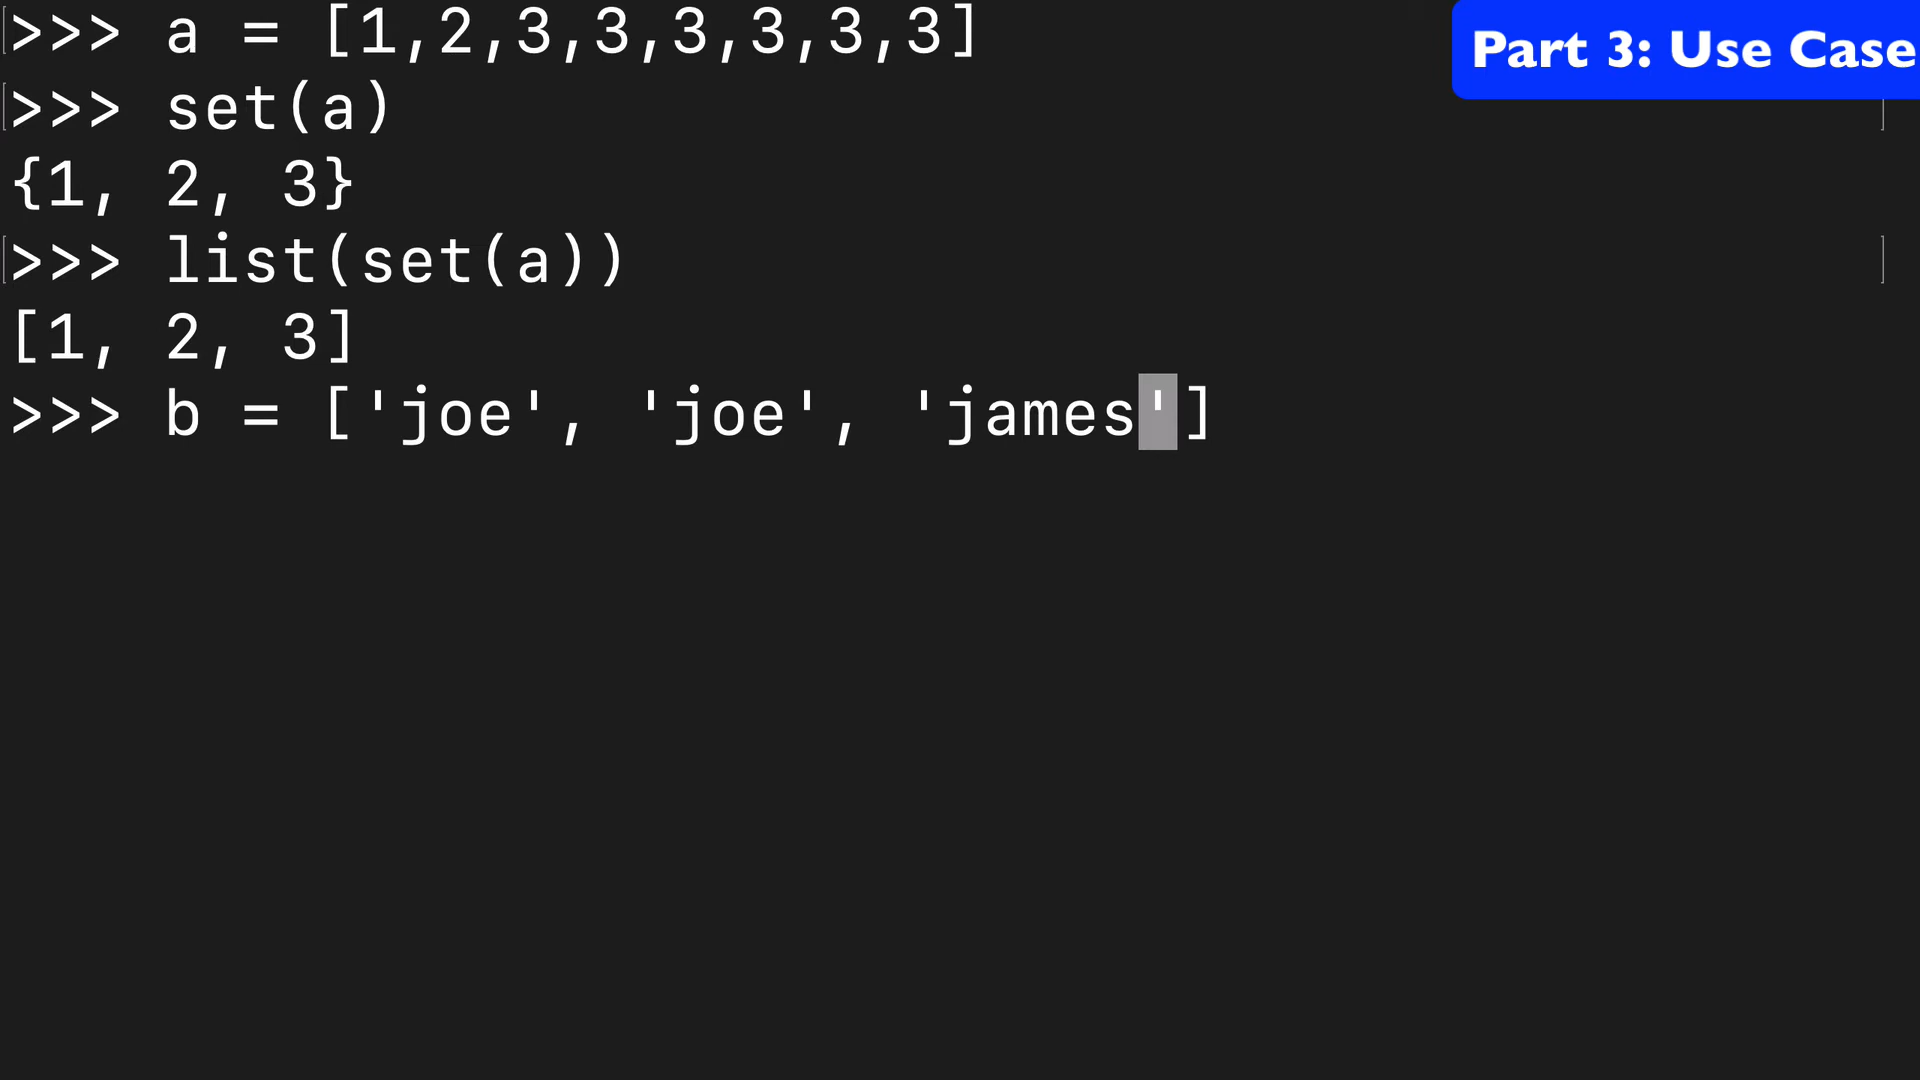 >>> a = [1,2,3,3,3,3,3,3]
Part 3: Use Case
>>> set(a)
{1, 2, 3}
>>> list(set(a))
[1, 2, 3]
>>> b = ['joe', 'joe', 'james']